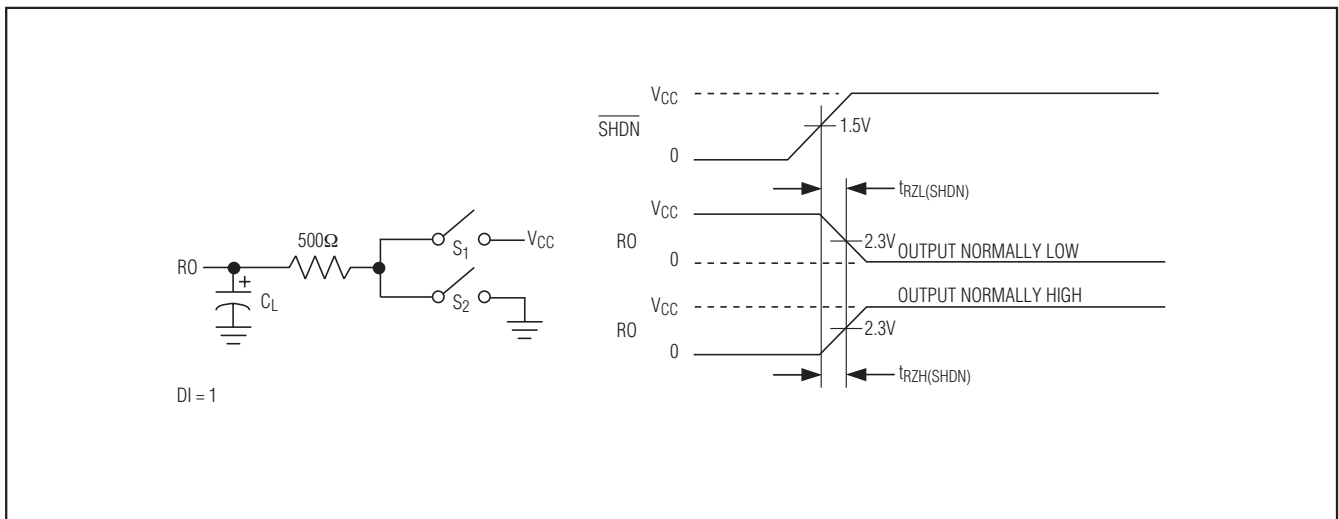 500Ω
RO
+
CL
S1
VCC
S2
DI = 1
VCC
SHDN
0
1.5V
tRZL(SHDN)
VCC
RO
0
2.3V
OUTPUT NORMALLY LOW
VCC
RO
0
OUTPUT NORMALLY HIGH
2.3V
tRZH(SHDN)